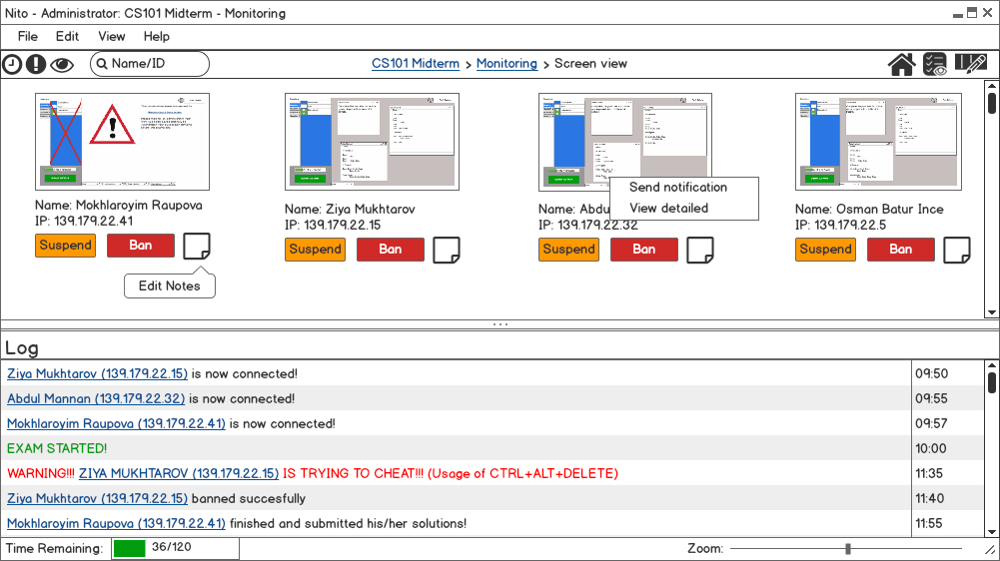 Nito - Administrator: CS101 Midterm - Monitoring
File Edit View Help
Name/ID
CS101 Midterm > Monitoring > Screen view
Name: Mokhlaroyim Raupova
IP: 139.179.22.41
Suspend Ban
Edit Notes
Name: Ziya Mukhtarov
IP: 139.179.22.15
Suspend Ban
Name: Abdu
IP: 139.179.22.32
Suspend Ban
Send notification
View detailed
Name: Osman Batur Ince
IP: 139.179.22.5
Suspend Ban
Log
Ziya Mukhtarov (139.179.22.15) is now connected! 09:50
Abdul Mannan (139.179.22.32) is now connected! 09:55
Mokhlaroyim Raupova (139.179.22.41) is now connected! 09:57
EXAM STARTED! 10:00
WARNING!!! ZIYA MUKHTAROV (139.179.22.15) IS TRYING TO CHEAT!!! (Usage of CTRL+ALT+DELETE) 11:35
Ziya Mukhtarov (139.179.22.15) banned succesfully 11:40
Mokhlaroyim Raupova (139.179.22.41) finished and submitted his/her solutions! 11:55
Time Remaining: 36/120
Zoom: